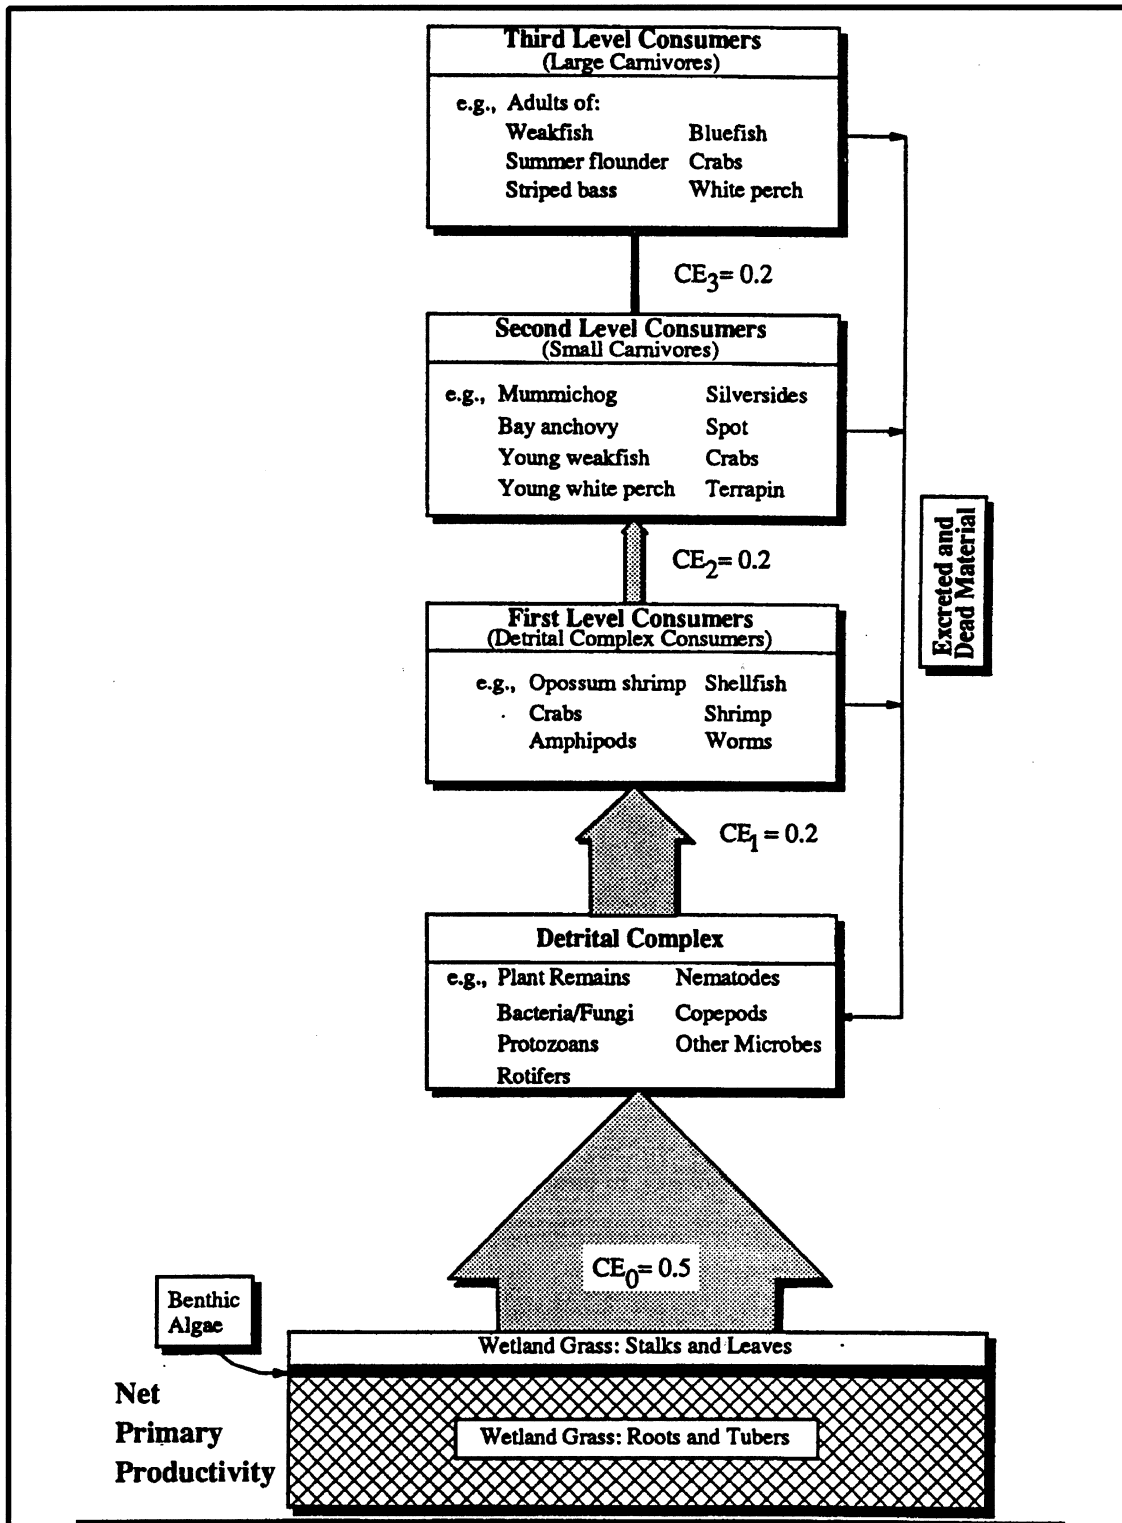 Third Level Consumers
(Large Carnivores)
e.g., Adults of:
Weakfish Bluefish
Summer flounder Crabs
Striped bass White perch
CE3= 0.2
Second Level Consumers
(Small Carnivores)
e.g., Mummichog Silversides
Bay anchovy Spot
Young weakfish Crabs
Young white perch Terrapin
Excreted and
Dead Material
CE2= 0.2
First Level Consumers
(Detrital Complex Consumers)
e.g., Opossum shrimp Shellfish
Crabs Shrimp
Amphipods Worms
CE1 = 0.2
Detrital Complex
e.g., Plant Remains Nematodes
Bacteria/Fungi Copepods
Protozoans Other Microbes
Rotifers
CE0= 0.5
Benthic
Algae
Wetland Grass: Stalks and Leaves
Net
Primary
Productivity
Wetland Grass: Roots and Tubers